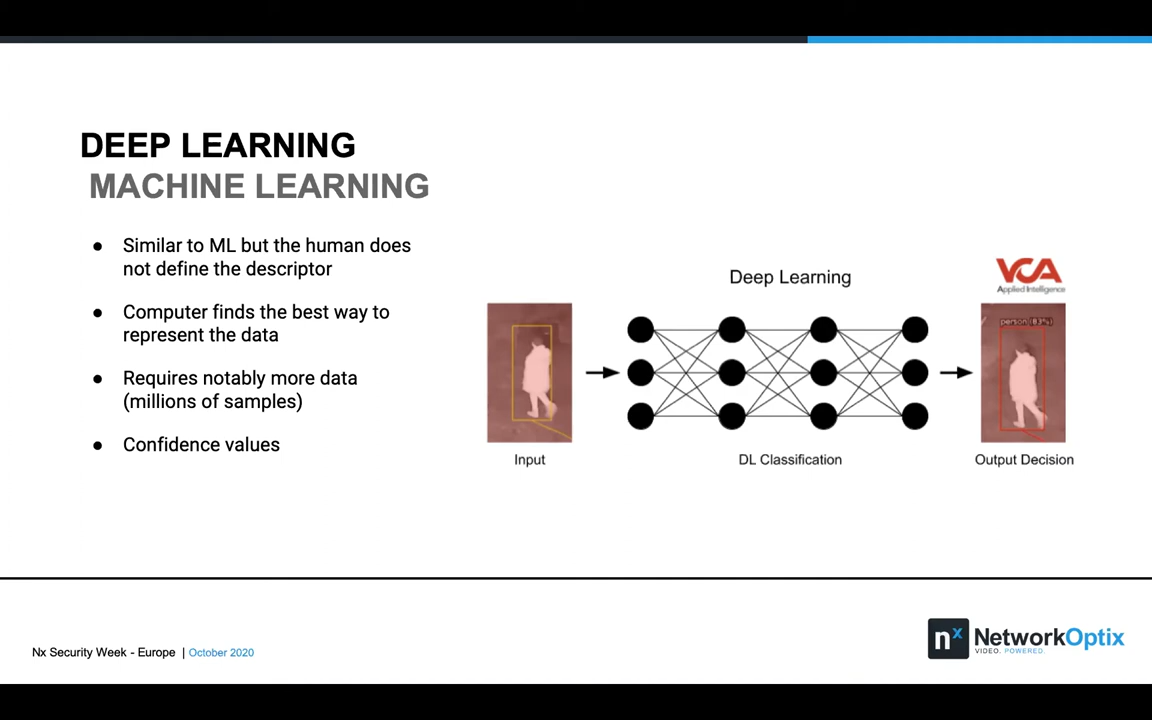 DEEP LEARNING
MACHINE LEARNING
● Similar to ML but the human does
not define the descriptor
● Computer finds the best way to
represent the data
● Requires notably more data
(millions of samples)
● Confidence values
Deep Learning
VCA
Applied Intelligence
person (83%)
Input
DL Classification
Output Decision
Nx Security Week - Europe | October 2020
nx NetworkOptix
VIDEO. POWERED.